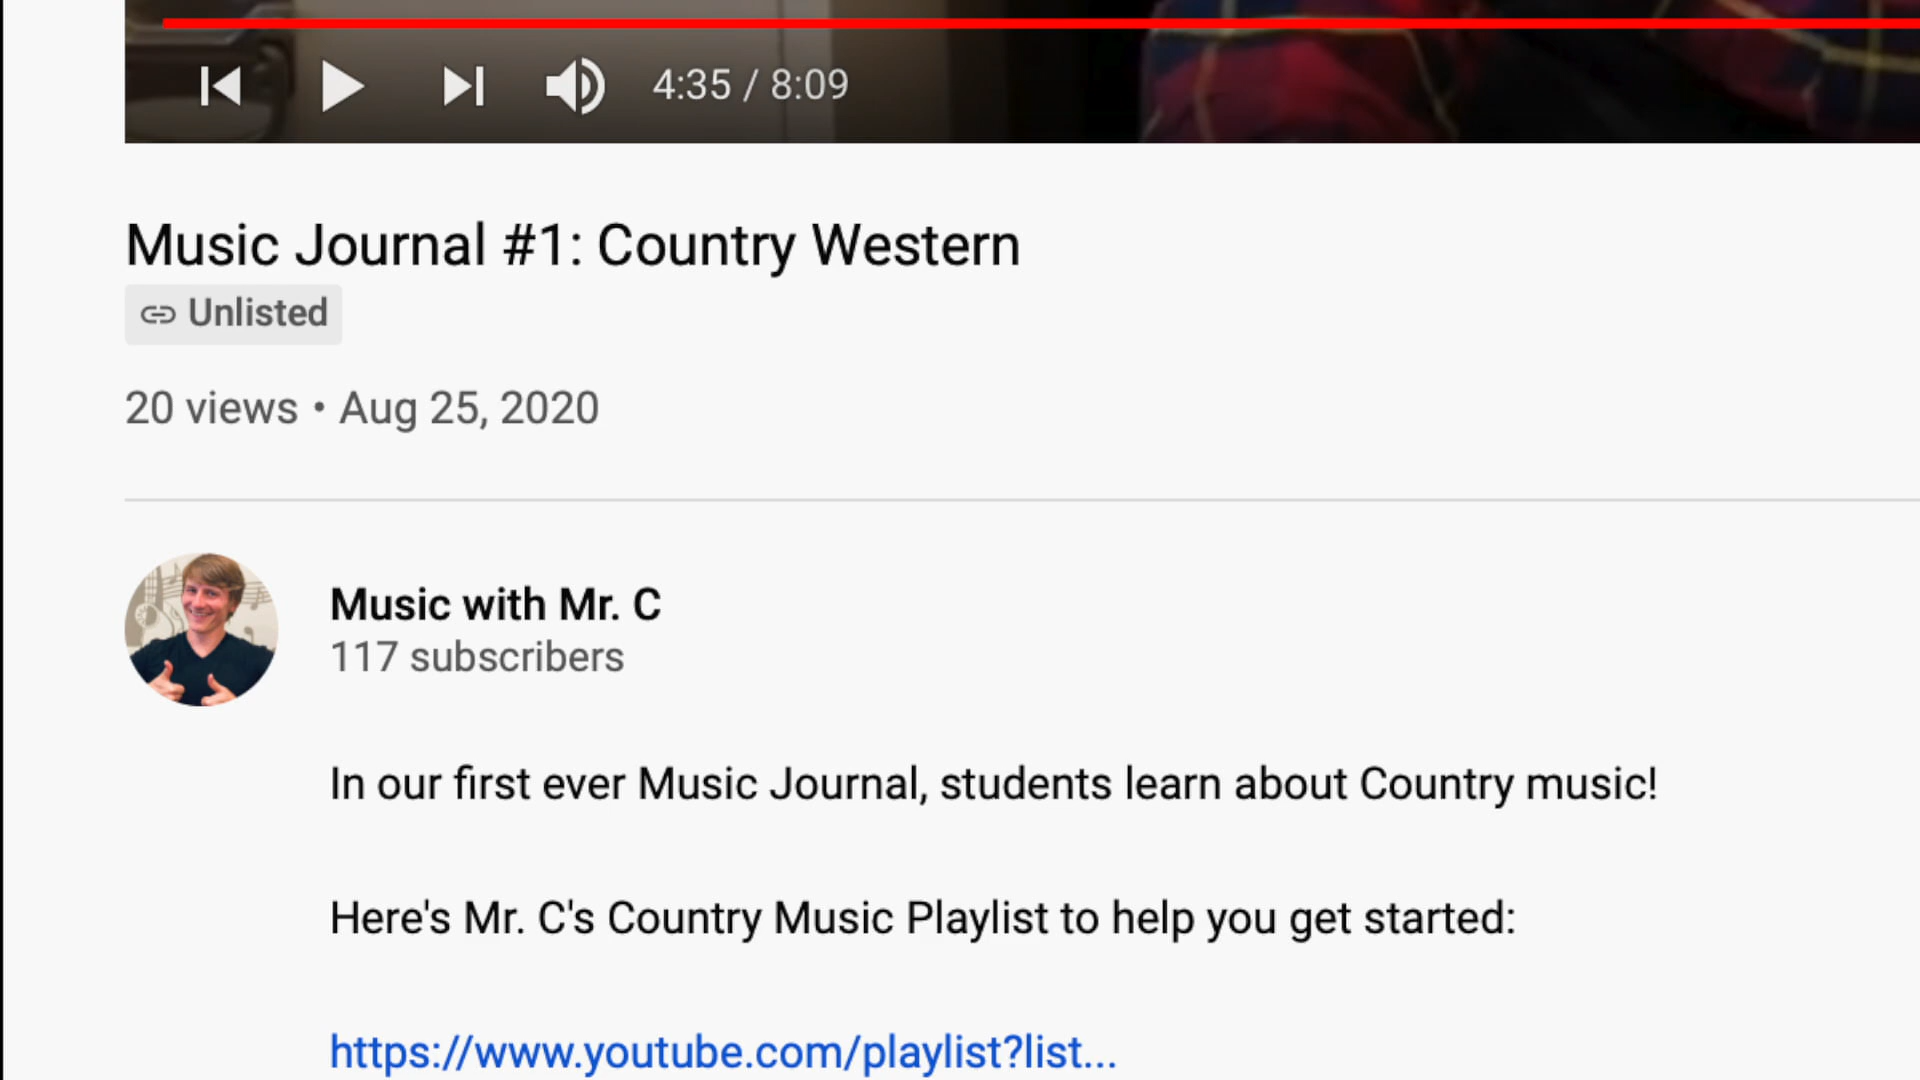 4:35 / 8:09
Music Journal #1: Country Western
Unlisted
20 views • Aug 25, 2020
Music with Mr. C
117 subscribers
In our first ever Music Journal, students learn about Country music!
Here's Mr. C's Country Music Playlist to help you get started:
https://www.youtube.com/playlist?list...